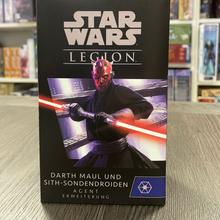 STAR
WARS
LEGION
DARTH MAUL UND
SITH-SONDENDROIDEN
AGENT
ERWEITERUNG